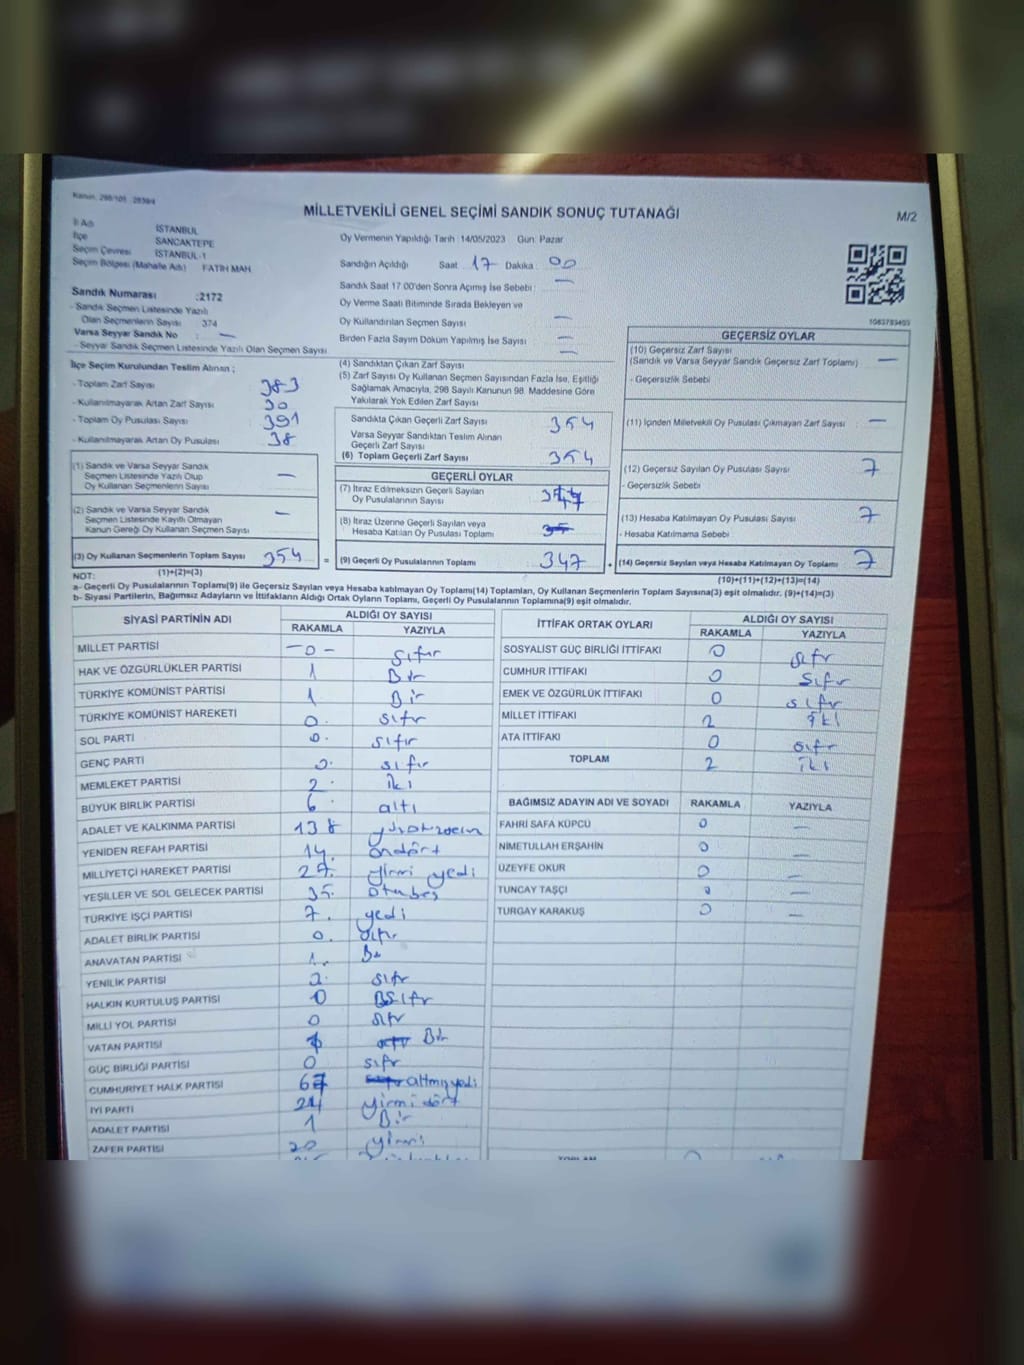 MİLLETVEKİLİ GENEL SEÇİMİ SANDIK SONUÇ TUTANAĞI
M/2
İl Adı İSTANBUL
İlçe SANCAKTEPE
Seçim Çevresi İSTANBUL-1
Seçim Bölgesi (Mahalle Adı) FATİH MAH.
Sandık Numarası :2172
- Sandık Seçmen Listesinde Yazılı
Olan Seçmenlerin Sayısı 374
Varsa Seyyar Sandık No : —
- Seyyar Sandık Seçmen Listesinde Yazılı Olan Seçmen Sayısı
Oy Vermenin Yapıldığı Tarih :14/05/2023 Gün: Pazar
Sandığın Açıldığı Saat : 17 Dakika : 00
Sandık Saat 17.00'den Sonra Açımış İse Sebebi : —
Oy Verme Saati Bitiminde Sırada Bekleyen ve
Oy Kullandırılan Seçmen Sayısı —
Birden Fazla Sayım Döküm Yapılmış İse Sayısı —
1083783405
İlçe Seçim Kurulundan Teslim Alınan ;
- Toplam Zarf Sayısı 383
- Kullanılmayarak Artan Zarf Sayısı 30
- Toplam Oy Pusulası Sayısı 391
- Kullanılmayarak Artan Oy Pusulası 38
(1) Sandık ve Varsa Seyyar Sandık
Seçmen Listesinde Yazılı Olup
Oy Kullanan Seçmenlerin Sayısı —
(2) Sandık ve Varsa Seyyar Sandık
Seçmen Listesinde Kayıtlı Olmayan
Kanun Gereği Oy Kullanan Seçmen Sayısı —
(3) Oy Kullanan Seçmenlerin Toplam Sayısı 354 =
(1)+(2)=(3)
(4) Sandıktan Çıkan Zarf Sayısı —
(5) Zarf Sayısı Oy Kullanan Seçmen Sayısından Fazla İse, Eşitliği
Sağlamak Amacıyla, 298 Sayılı Kanunun 98. Maddesine Göre
Yakılarak Yok Edilen Zarf Sayısı
Sandıkta Çıkan Geçerli Zarf Sayısı 354
Varsa Seyyar Sandıktan Teslim Alınan
Geçerli Zarf Sayısı
(6) Toplam Geçerli Zarf Sayısı 354
GEÇERLİ OYLAR
(7) İtiraz Edilmeksizin Geçerli Sayılan
Oy Pusulalarının Sayısı
(8) İtiraz Üzerine Geçerli Sayılan veya
Hesaba Katılan Oy Pusulası Toplamı
(9) Geçerli Oy Pusulalarının Toplamı 347 +
GEÇERSİZ OYLAR
(10) Geçersiz Zarf Sayısı
(Sandık ve Varsa Seyyar Sandık Geçersiz Zarf Toplamı) —
- Geçersizlik Sebebi
(11) İçinden Milletvekili Oy Pusulası Çıkmayan Zarf Sayısı —
(12) Geçersiz Sayılan Oy Pusulası Sayısı 7
- Geçersizlik Sebebi
(13) Hesaba Katılmayan Oy Pusulası Sayısı 7
- Hesaba Katılmama Sebebi
(14) Geçersiz Sayılan veya Hesaba Katılmayan Oy Toplamı 7
(10)+(11)+(12)+(13)=(14)
NOT:
a- Geçerli Oy Pusulalarının Toplamı(9) ile Geçersiz Sayılan veya Hesaba katılmayan Oy Toplamı(14) Toplamları, Oy Kullanan Seçmenlerin Toplam Sayısına(3) eşit olmalıdır. (9)+(14)=(3)
b- Siyasi Partilerin, Bağımsız Adayların ve İttifakların Aldığı Ortak Oyların Toplamı, Geçerli Oy Pusulalarının Toplamına(9) eşit olmalıdır.
SİYASİ PARTİNİN ADI ALDIĞI OY SAYISI
RAKAMLA YAZIYLA
MİLLET PARTİSİ -0- sıfır
HAK VE ÖZGÜRLÜKLER PARTİSİ 1 Bir
TÜRKİYE KOMÜNİST PARTİSİ 1 Bir
TÜRKİYE KOMÜNİST HAREKETİ 0. sıfır
SOL PARTİ 0. sıfır
GENÇ PARTİ 0. sıfır
MEMLEKET PARTİSİ 2. iki
BÜYÜK BİRLİK PARTİSİ 6. altı
ADALET VE KALKINMA PARTİSİ 138
YENİDEN REFAH PARTİSİ 14. ondört
MİLLİYETÇİ HAREKET PARTİSİ 27. yirmi yedi
YEŞİLLER VE SOL GELECEK PARTİSİ 35. otuzbeş
TÜRKİYE İŞÇİ PARTİSİ 7. yedi
ADALET BİRLİK PARTİSİ 0. sıfır
ANAVATAN PARTİSİ 1. Bir
YENİLİK PARTİSİ sıfır
HALKIN KURTULUŞ PARTİSİ 0 sıfır
MİLLİ YOL PARTİSİ 0 sıfır
VATAN PARTİSİ Bir
GÜÇ BİRLİĞİ PARTİSİ 0 sıfır
CUMHURİYET HALK PARTİSİ 67 altmışyedi
İYİ PARTİ 24 yirmi dört
ADALET PARTİSİ 1 Bir
ZAFER PARTİSİ 20 yirmi
İTTİFAK ORTAK OYLARI ALDIĞI OY SAYISI
RAKAMLA YAZIYLA
SOSYALİST GÜÇ BİRLİĞİ İTTİFAKI 0 sıfır
CUMHUR İTTİFAKI 0 sıfır
EMEK VE ÖZGÜRLÜK İTTİFAKI 0 sıfır
MİLLET İTTİFAKI 2 iki
ATA İTTİFAKI 0 sıfır
TOPLAM 2 iki
BAĞIMSIZ ADAYIN ADI VE SOYADI RAKAMLA YAZIYLA
FAHRİ SAFA KÜPCÜ 0 —
NİMETULLAH ERŞAHİN 0 —
ÜZEYFE OKUR 0 —
TUNCAY TAŞÇI 0 —
TURGAY KARAKUŞ 0 —
TOPLAM